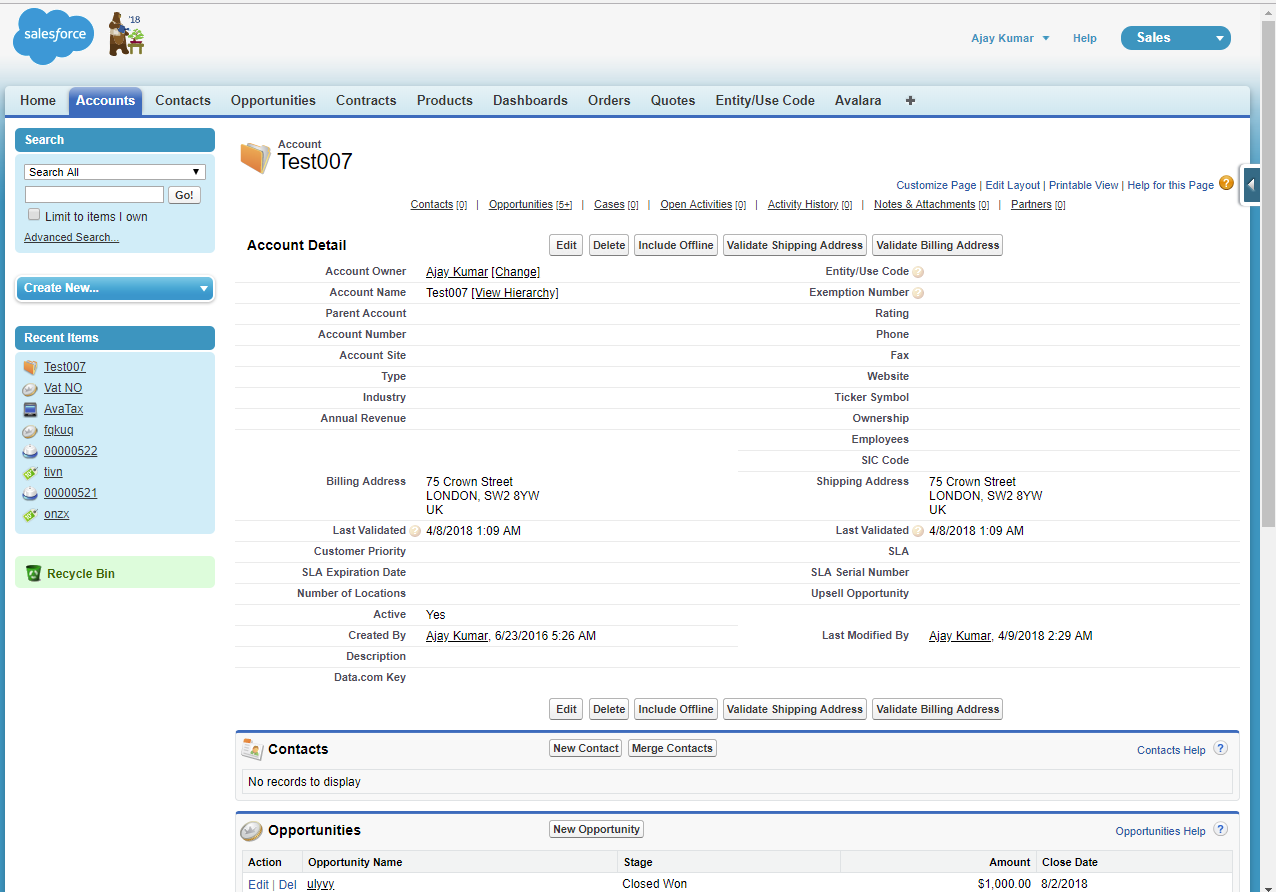 salesforce
'18
Ajay Kumar
Help
Sales
Home Accounts Contacts Opportunities Contracts Products Dashboards Orders Quotes Entity/Use Code Avalara +
Search
Search All
Go!
Limit to items I own
Advanced Search...
Create New...
Recent Items
Test007
Vat NO
AvaTax
fqkuq
00000522
tivn
00000521
onzx
Recycle Bin
Account
Test007
Customize Page | Edit Layout | Printable View | Help for this Page ?
Contacts [0] | Opportunities [5+] | Cases [0] | Open Activities [0] | Activity History [0] | Notes & Attachments [0] | Partners [0]
Account Detail Edit Delete Include Offline Validate Shipping Address Validate Billing Address
Account Owner Ajay Kumar [Change] Entity/Use Code ?
Account Name Test007 [View Hierarchy] Exemption Number ?
Parent Account Rating
Account Number Phone
Account Site Fax
Type Website
Industry Ticker Symbol
Annual Revenue Ownership
Employees
SIC Code
Billing Address 75 Crown Street Shipping Address 75 Crown Street
LONDON, SW2 8YW LONDON, SW2 8YW
UK UK
Last Validated ? 4/8/2018 1:09 AM Last Validated ? 4/8/2018 1:09 AM
Customer Priority SLA
SLA Expiration Date SLA Serial Number
Number of Locations Upsell Opportunity
Active Yes
Created By Ajay Kumar, 6/23/2016 5:26 AM Last Modified By Ajay Kumar, 4/9/2018 2:29 AM
Description
Data.com Key
Edit Delete Include Offline Validate Shipping Address Validate Billing Address
Contacts New Contact Merge Contacts Contacts Help ?
No records to display
Opportunities New Opportunity Opportunities Help ?
Action Opportunity Name Stage Amount Close Date
Edit | Del ulyvy Closed Won $1,000.00 8/2/2018